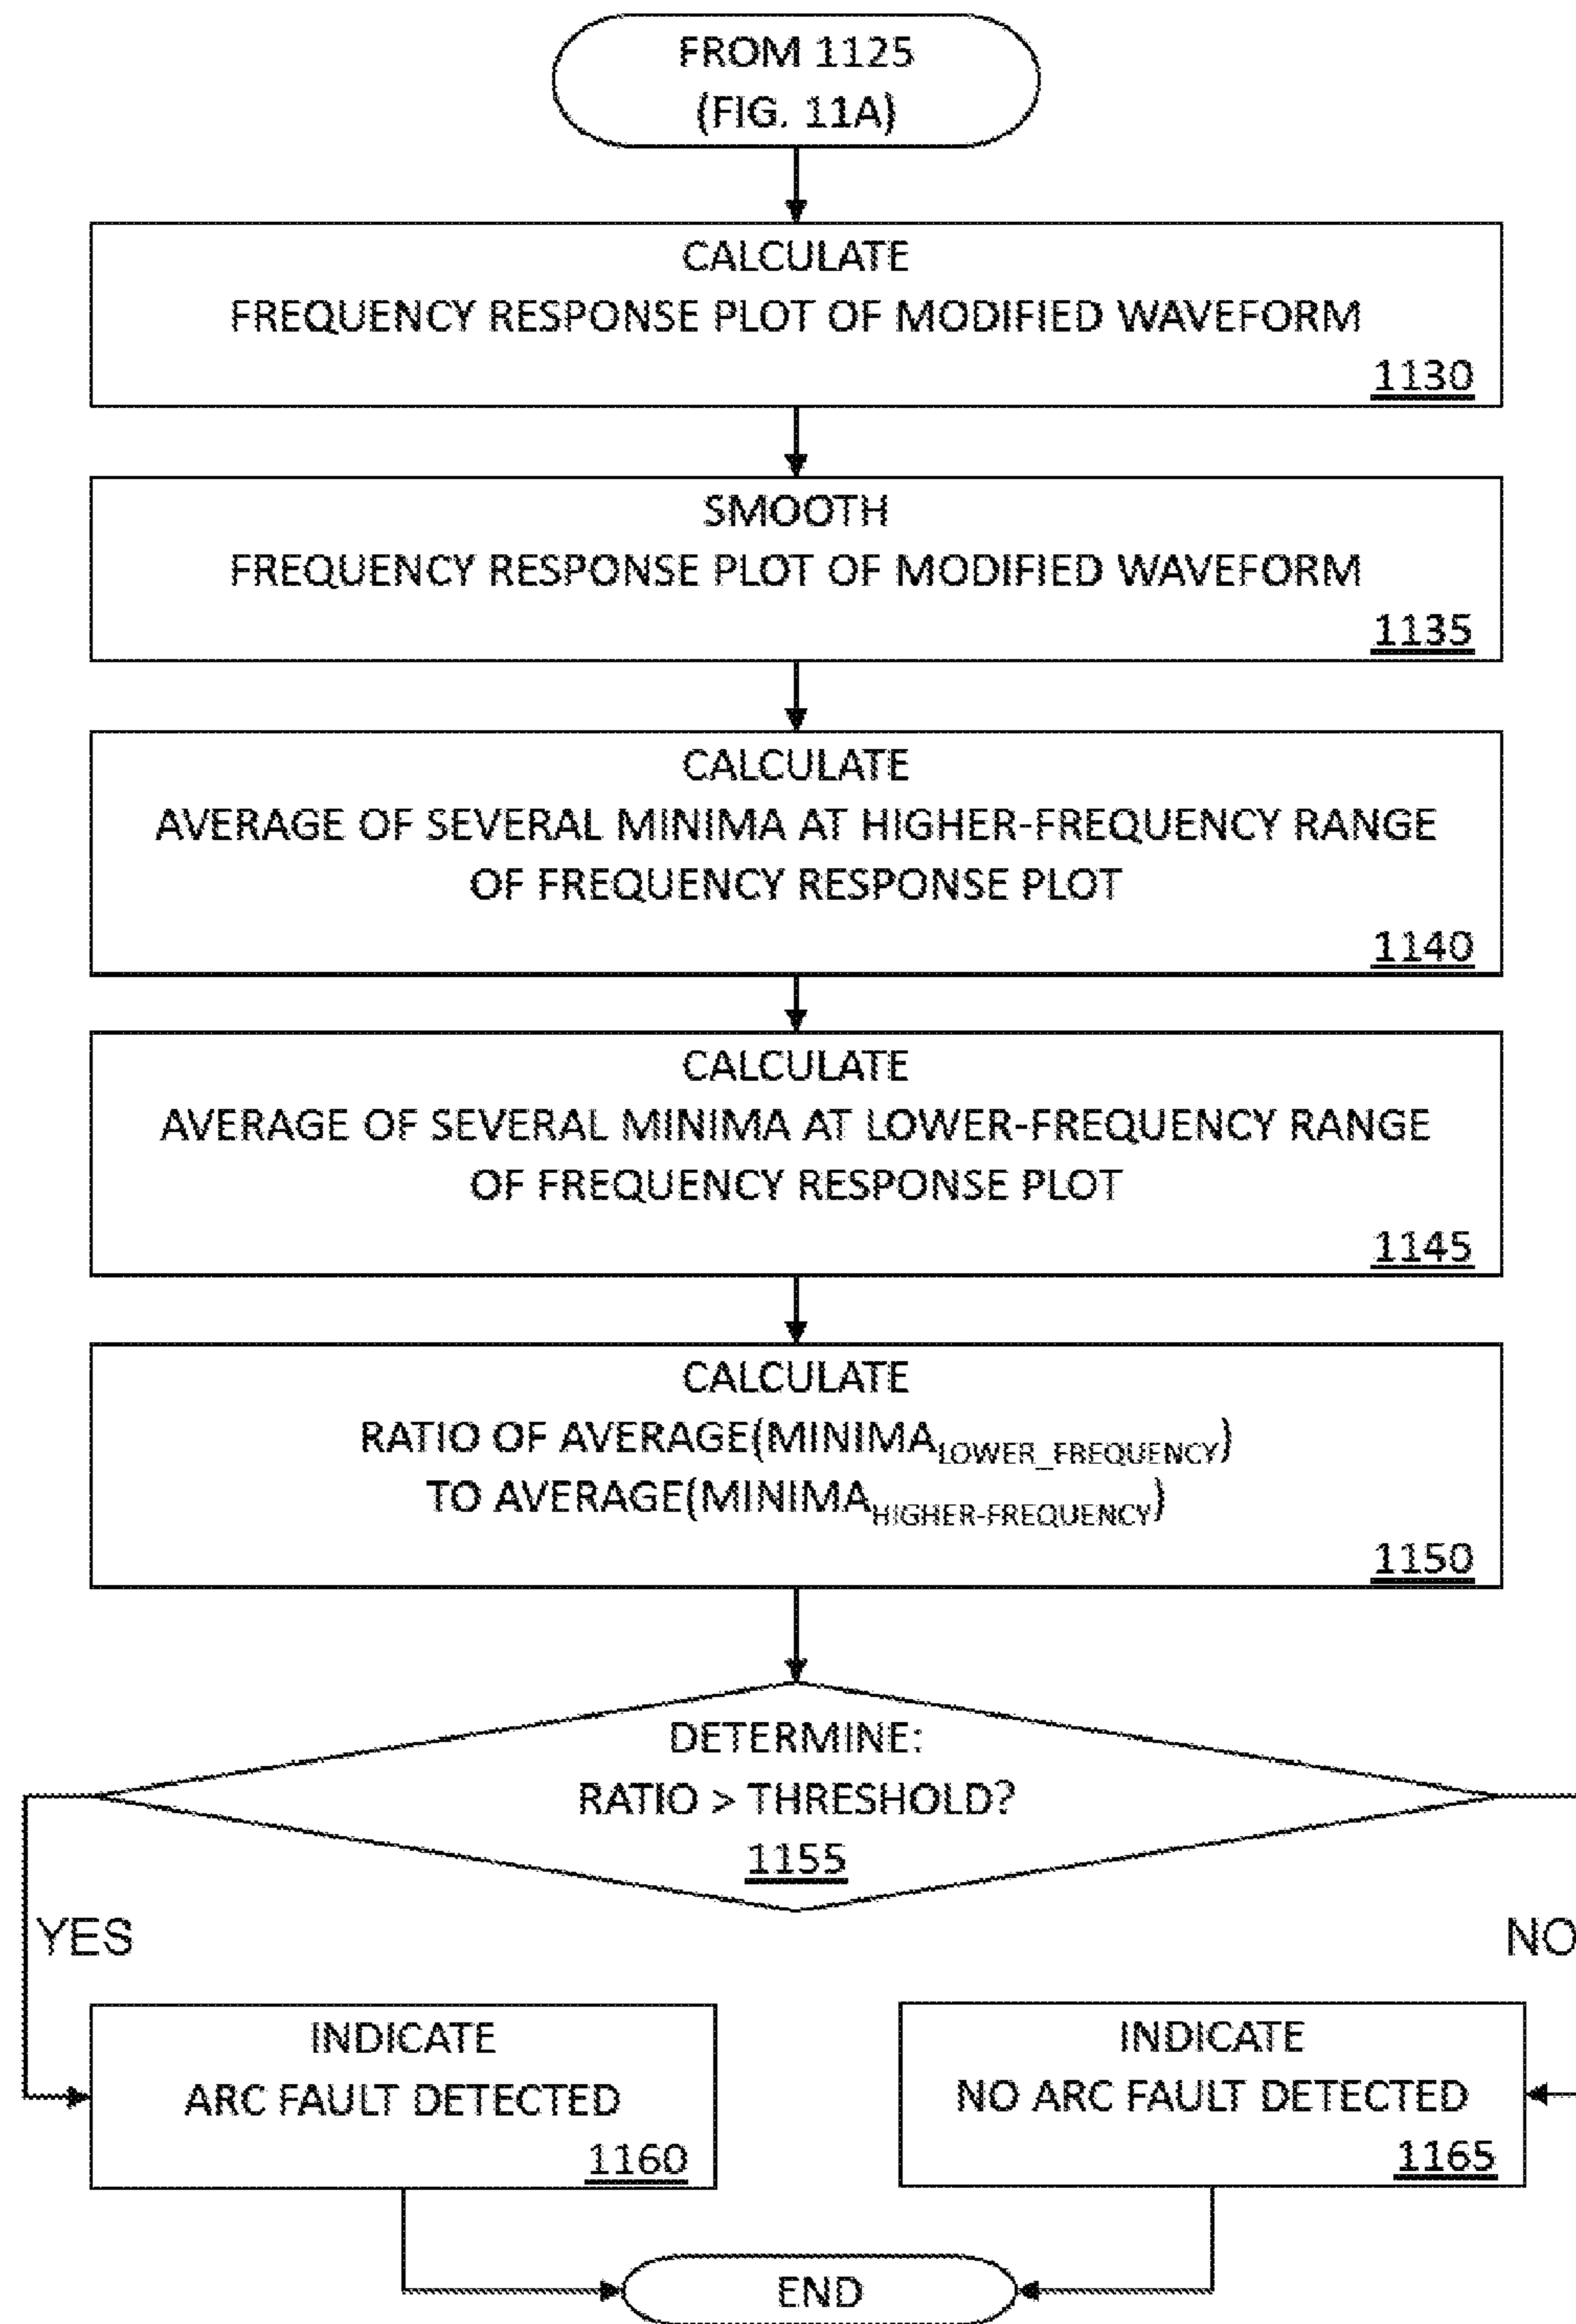 FROM 1125
(FIG. 11A)
CALCULATE
FREQUENCY RESPONSE PLOT OF MODIFIED WAVEFORM
1130
SMOOTH
FREQUENCY RESPONSE PLOT OF MODIFIED WAVEFORM
1135
CALCULATE
AVERAGE OF SEVERAL MINIMA AT HIGHER-FREQUENCY RANGE
OF FREQUENCY RESPONSE PLOT
1140
CALCULATE
AVERAGE OF SEVERAL MINIMA AT LOWER-FREQUENCY RANGE
OF FREQUENCY RESPONSE PLOT
1145
CALCULATE
RATIO OF AVERAGE(MINIMALOWER_FREQUENCY)
TO AVERAGE(MINIMAHIGHER-FREQUENCY)
1150
DETERMINE:
RATIO > THRESHOLD?
1155
YES
NO
INDICATE
ARC FAULT DETECTED
1160
INDICATE
NO ARC FAULT DETECTED
1165
END